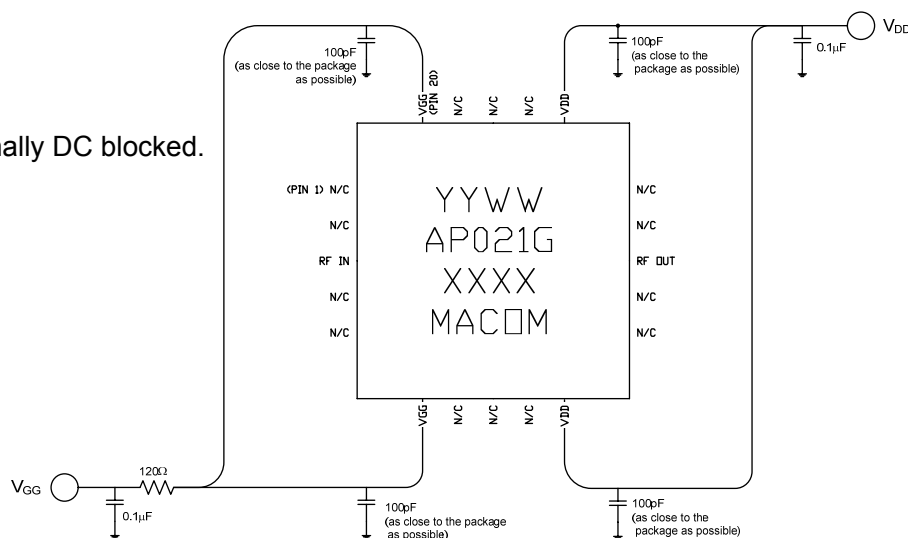 100pF
(as close to the package
as possible)
100pF
(as close to the
package as possible)
0.1µF
VDD
VGG
(PIN 20)
N/C
N/C
N/C
VDD
nally DC blocked.
(PIN 1) N/C
N/C
RF IN
N/C
N/C
YYWW
AP021G
XXXX
MACOM
N/C
N/C
RF OUT
N/C
N/C
VGG
N/C
N/C
N/C
VDD
VGG
120Ω
0.1µF
100pF
(as close to the package
as possible)
100pF
(as close to the
package as possible)